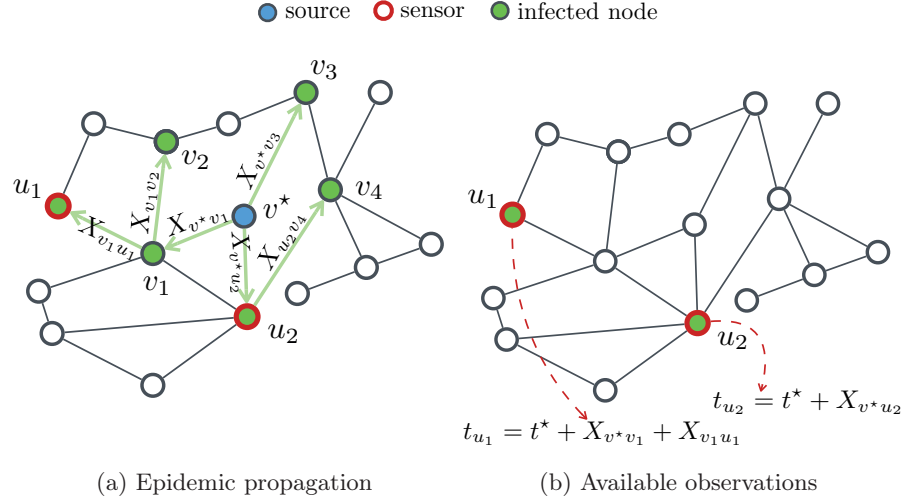 source sensor infected node
v₃
v₂
u₁
X_{v⋆v₃}
X_{v₁v₂}
X_{v⋆v₁}
v⋆
v₄
X_{v₁u₁}
X_{v⋆u₂}
X_{u₂v₄}
v₁
u₂
u₁
u₂
t_{u₂} = t⋆ + X_{v⋆u₂}
t_{u₁} = t⋆ + X_{v⋆v₁} + X_{v₁u₁}
(a) Epidemic propagation
(b) Available observations